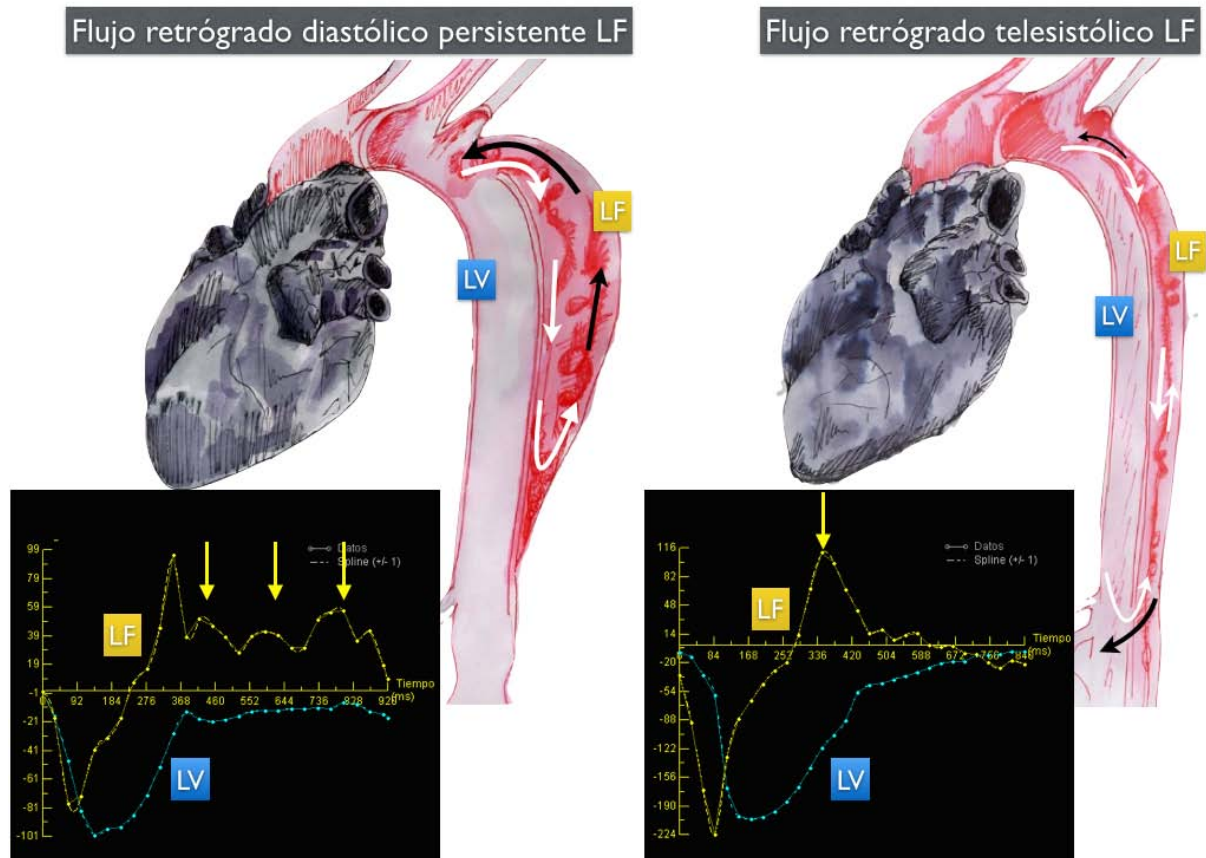 Flujo retrógrado diastólico persistente LF
Flujo retrógrado telesistólico LF
LF
LV
LF
LV
99
79
59
39
19
-1
-21
-41
-61
-81
-101
Datos
Spline (+/- 1)
LF
Tiempo
(ms)
0 92 184 276 368 460 552 644 736 828 920
LV
116
82
48
14
-20
-54
-88
-122
-156
-190
-224
Datos
Spline (+/- 1)
LF
Tiempo
(ms)
0 84 168 252 336 420 504 588 672 756 840
LV